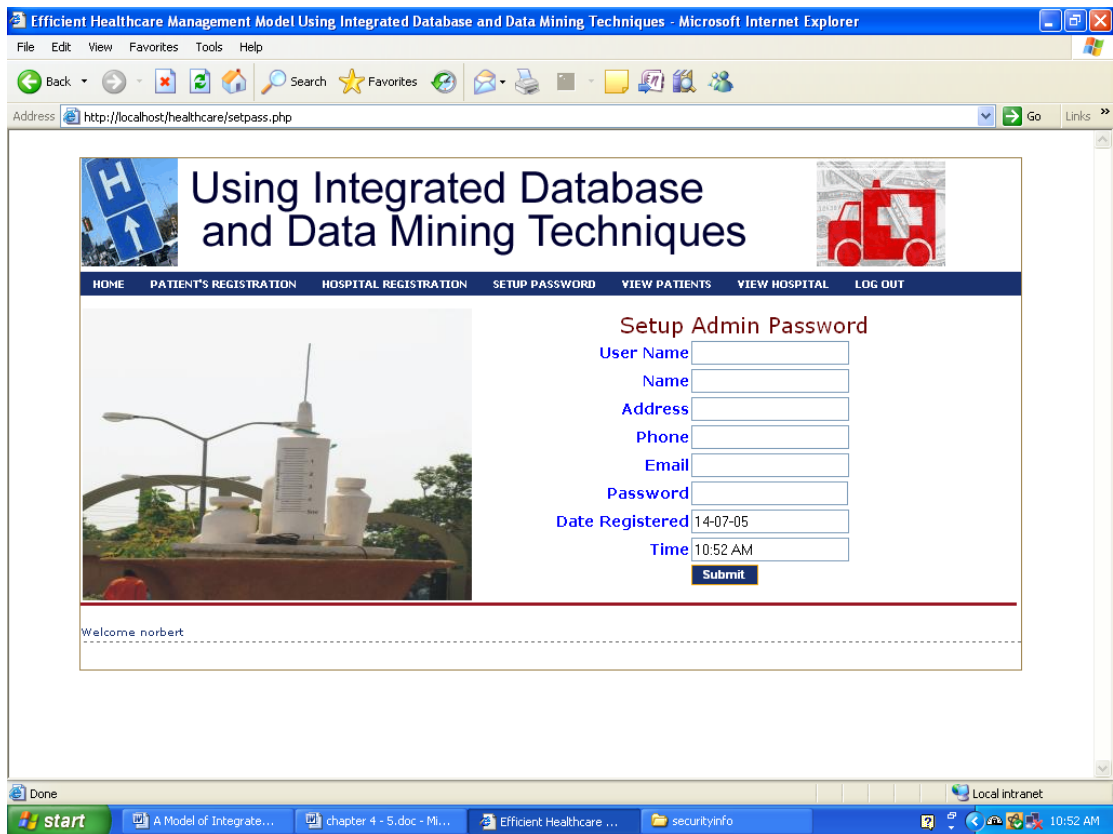 Efficient Healthcare Management Model Using Integrated Database and Data Mining Techniques - Microsoft Internet Explorer
File Edit View Favorites Tools Help
Back Search Favorites
Address http://localhost/healthcare/setpass.php Go Links »
H
Using Integrated Database
and Data Mining Techniques
HOME PATIENT'S REGISTRATION HOSPITAL REGISTRATION SETUP PASSWORD VIEW PATIENTS VIEW HOSPITAL LOG OUT
Setup Admin Password
User Name
Name
Address
Phone
Email
Password
Date Registered 14-07-05
Time 10:52 AM
Submit
Welcome norbert
Done Local intranet
start A Model of Integrate... chapter 4 - 5.doc - Mi... Efficient Healthcare ... securityinfo 10:52 AM